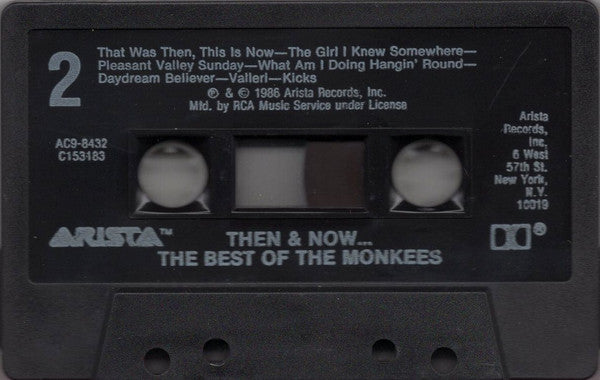 2
That Was Then, This Is Now—The Girl I Knew Somewhere—
Pleasant Valley Sunday—What Am I Doing Hangin' Round—
Daydream Believer—Valleri—Kicks
℗ & © 1986 Arista Records, Inc.
Mfd. by RCA Music Service under License
AC9-8432
C153183
Arista
Records,
Inc.
6 West
57th St.
New York,
N.Y.
10019
ARISTA™
THEN & NOW...
THE BEST OF THE MONKEES
®